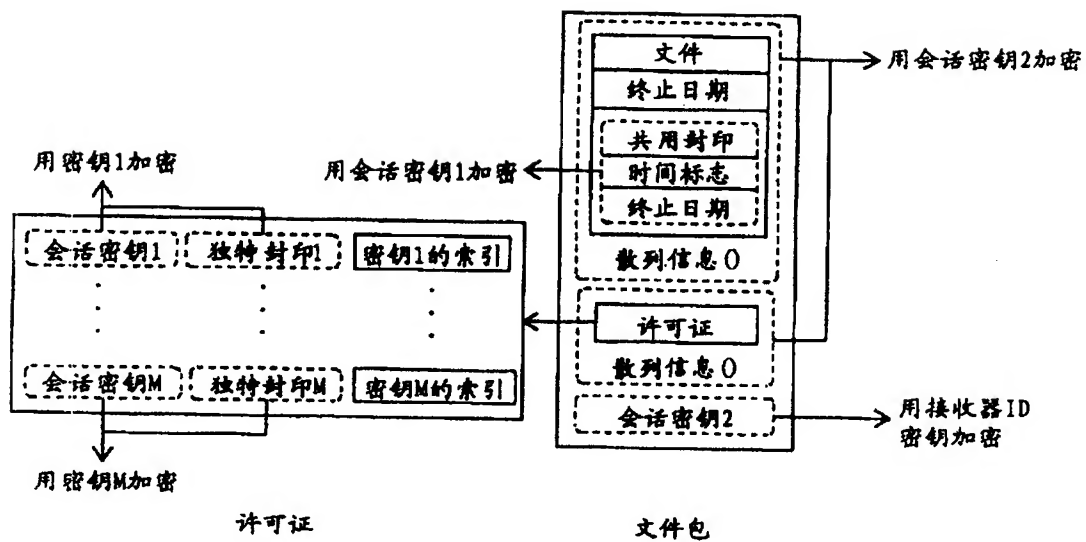 文件
用会话密钥2加密
终止日期
共用封印
用密钥1加密
用会话密钥1加密
时间标志
终止日期
会话密钥1 独特封印1 密钥1的索引
散列信息()
许可证
会话密钥M 独特封印M 密钥M的索引
散列信息()
会话密钥2
用接收器ID
密钥加密
用密钥M加密
许可证
文件包